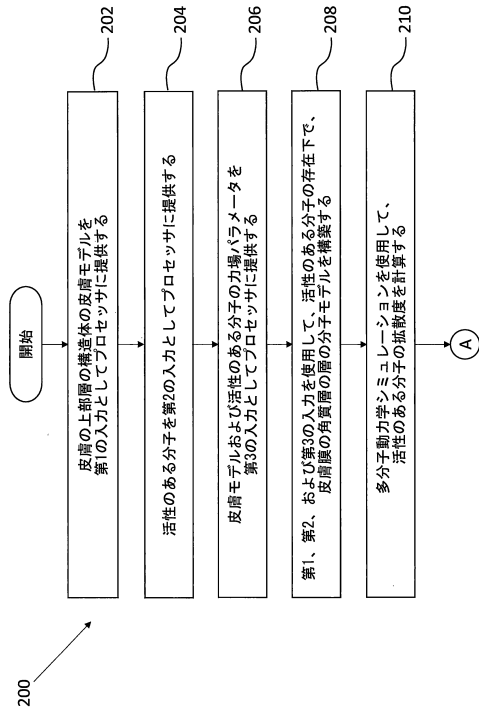 200
開始
皮膚の上部層の構造体の皮膚モデルを
第1の入力としてプロセッサに提供する
202
活性のある分子を第2の入力としてプロセッサに提供する
204
皮膚モデルおよび活性のある分子の力場パラメータを
第3の入力としてプロセッサに提供する
206
第1、第2、および第3の入力を使用して、活性のある分子の存在下で、
皮膚膜の角質層の層の分子モデルを構築する
208
多分子動力学シミュレーションを使用して、
活性のある分子の拡散度を計算する
210
A